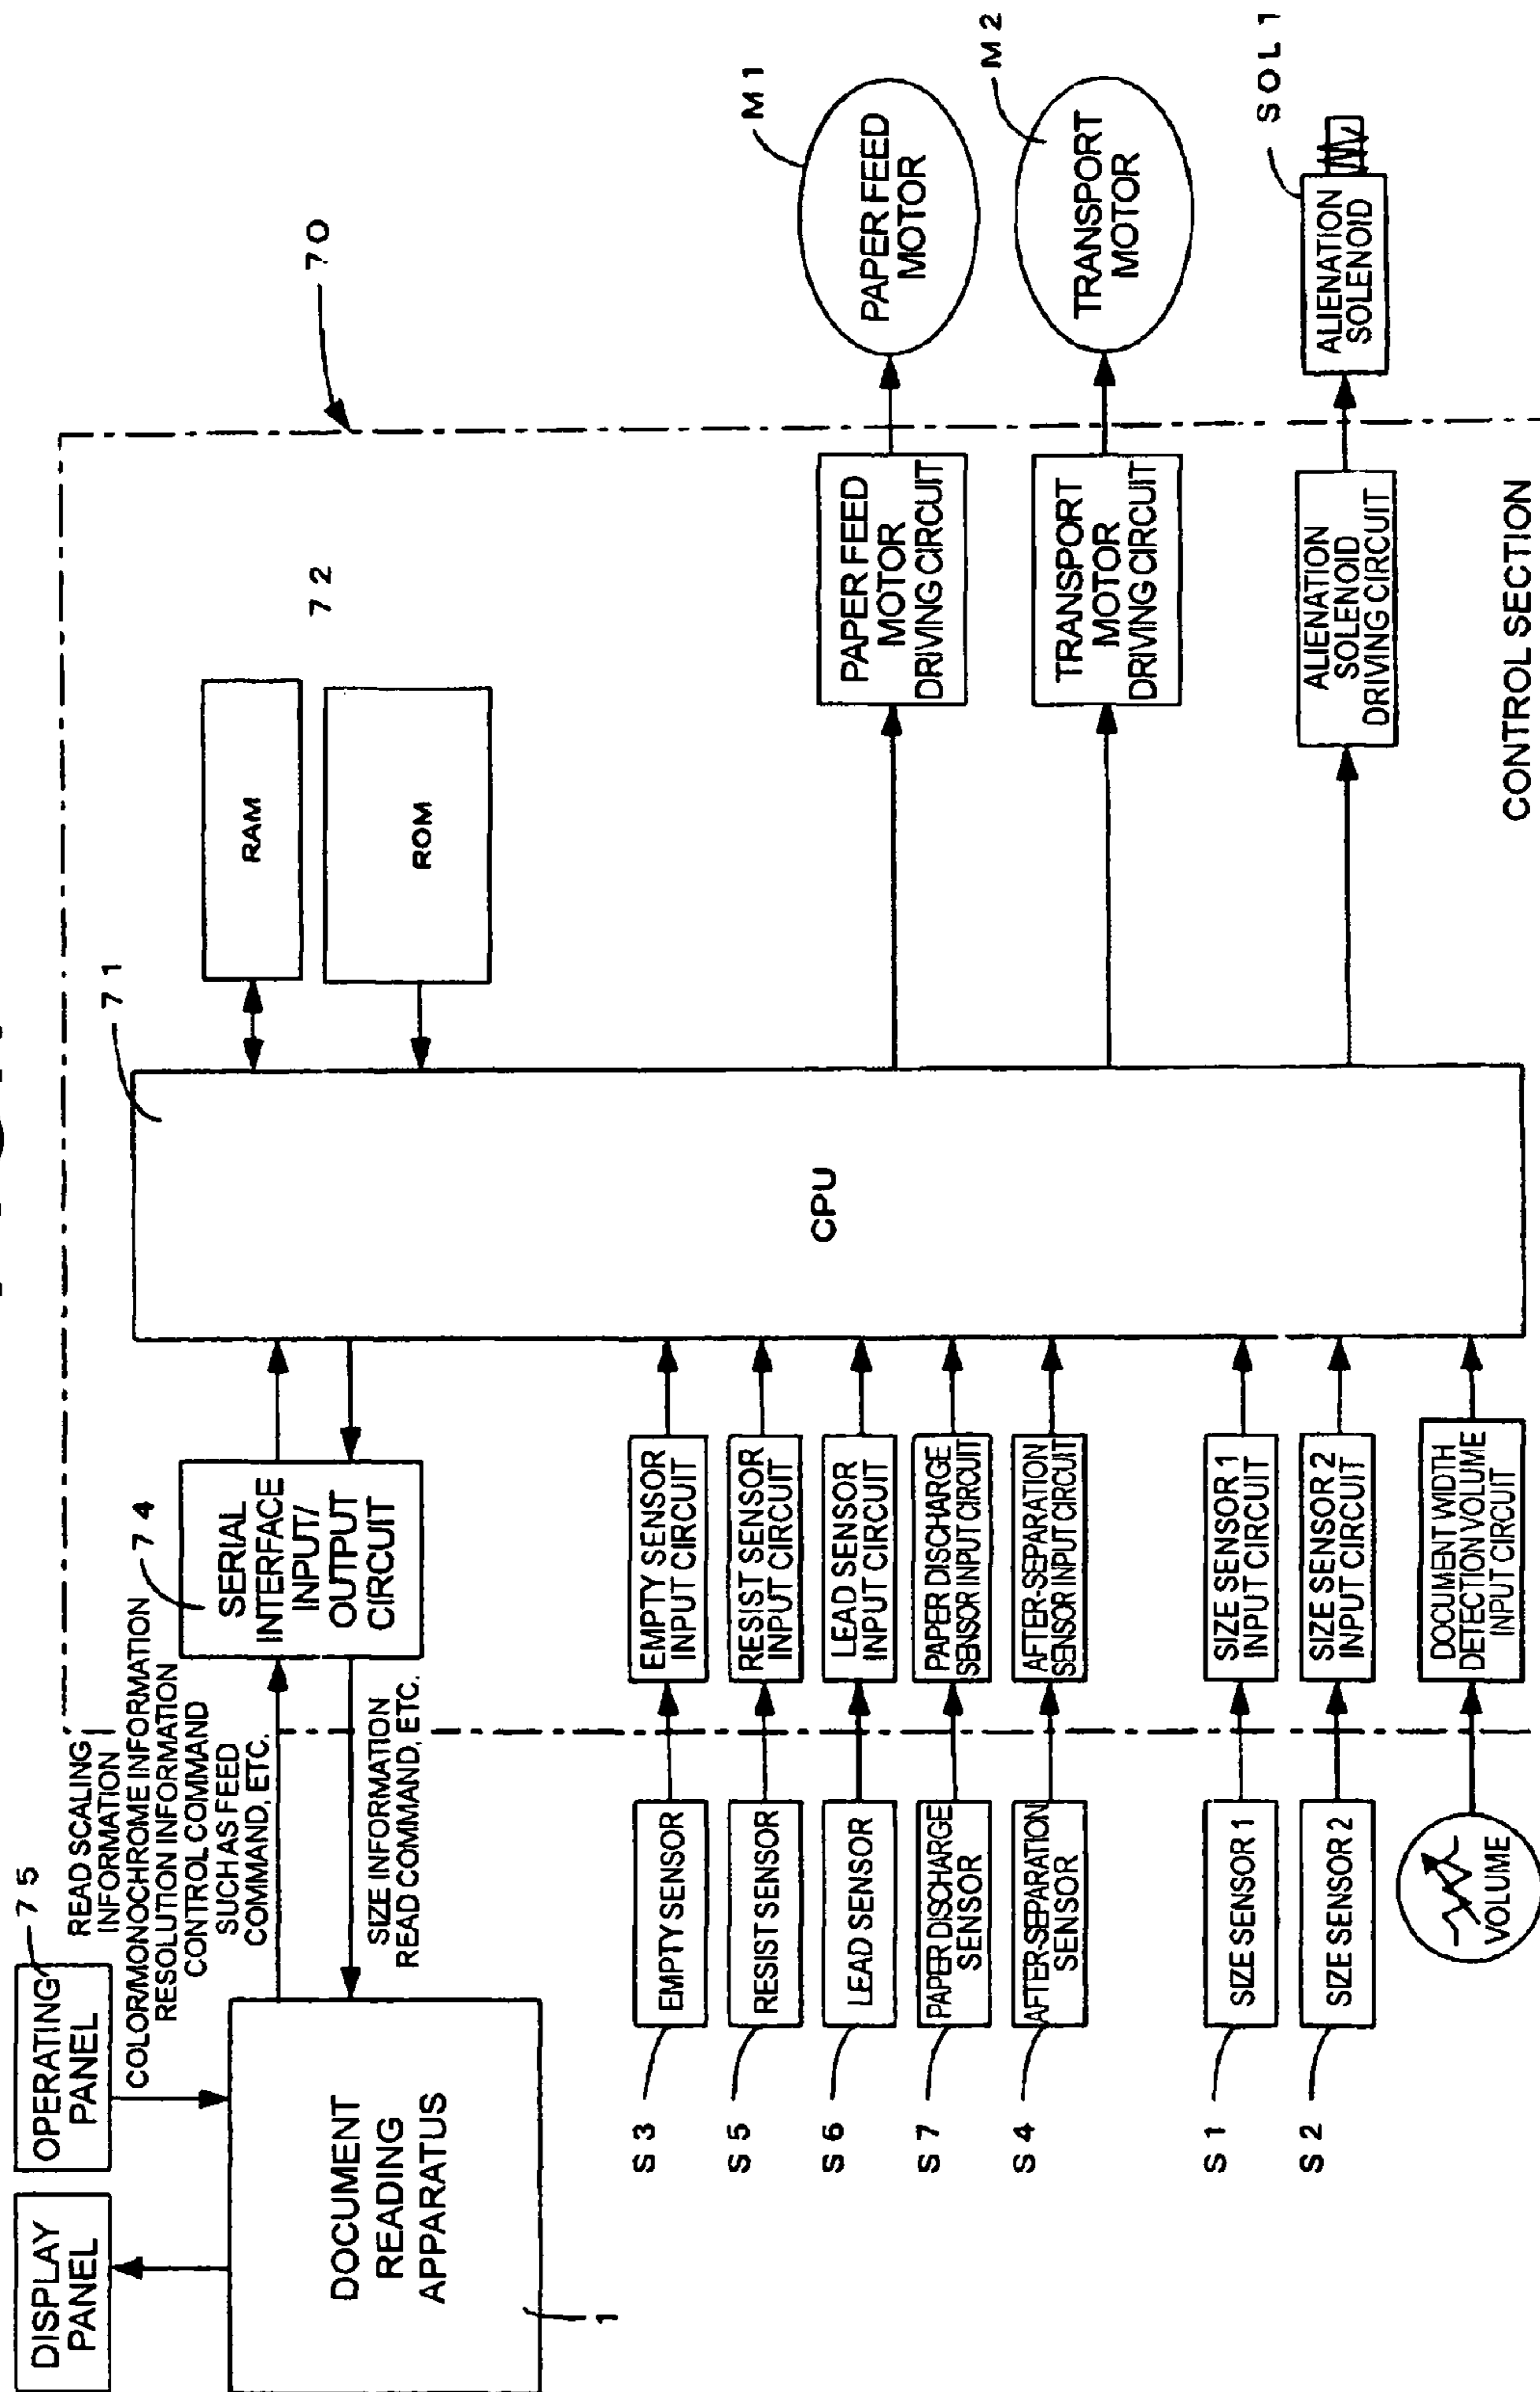 DISPLAY
PANEL
OPERATING
PANEL
75
READ SCALING
INFORMATION
COLOR/MONOCHROME INFORMATION
RESOLUTION INFORMATION
CONTROL COMMAND
SUCH AS FEED
COMMAND, ETC.
SIZE INFORMATION
READ COMMAND, ETC.
DOCUMENT
READING
APPARATUS
1
74
SERIAL
INTERFACE
INPUT/
OUTPUT
CIRCUIT
71
CPU
RAM
ROM
72
70
S3
EMPTY SENSOR
EMPTY SENSOR
INPUT CIRCUIT
S5
RESIST SENSOR
RESIST SENSOR
INPUT CIRCUIT
S6
LEAD SENSOR
LEAD SENSOR
INPUT CIRCUIT
S7
PAPER DISCHARGE
SENSOR
PAPER DISCHARGE
SENSOR INPUT CIRCUIT
S4
AFTER-SEPARATION
SENSOR
AFTER-SEPARATION
SENSOR INPUT CIRCUIT
S1
SIZE SENSOR 1
SIZE SENSOR 1
INPUT CIRCUIT
S2
SIZE SENSOR 2
SIZE SENSOR 2
INPUT CIRCUIT
VOLUME
DOCUMENT WIDTH
DETECTION VOLUME
INPUT CIRCUIT
PAPER FEED
MOTOR
DRIVING CIRCUIT
PAPER FEED
MOTOR
M1
TRANSPORT
MOTOR
DRIVING CIRCUIT
TRANSPORT
MOTOR
M2
ALIENATION
SOLENOID
DRIVING CIRCUIT
ALIENATION
SOLENOID
SOL1
CONTROL SECTION